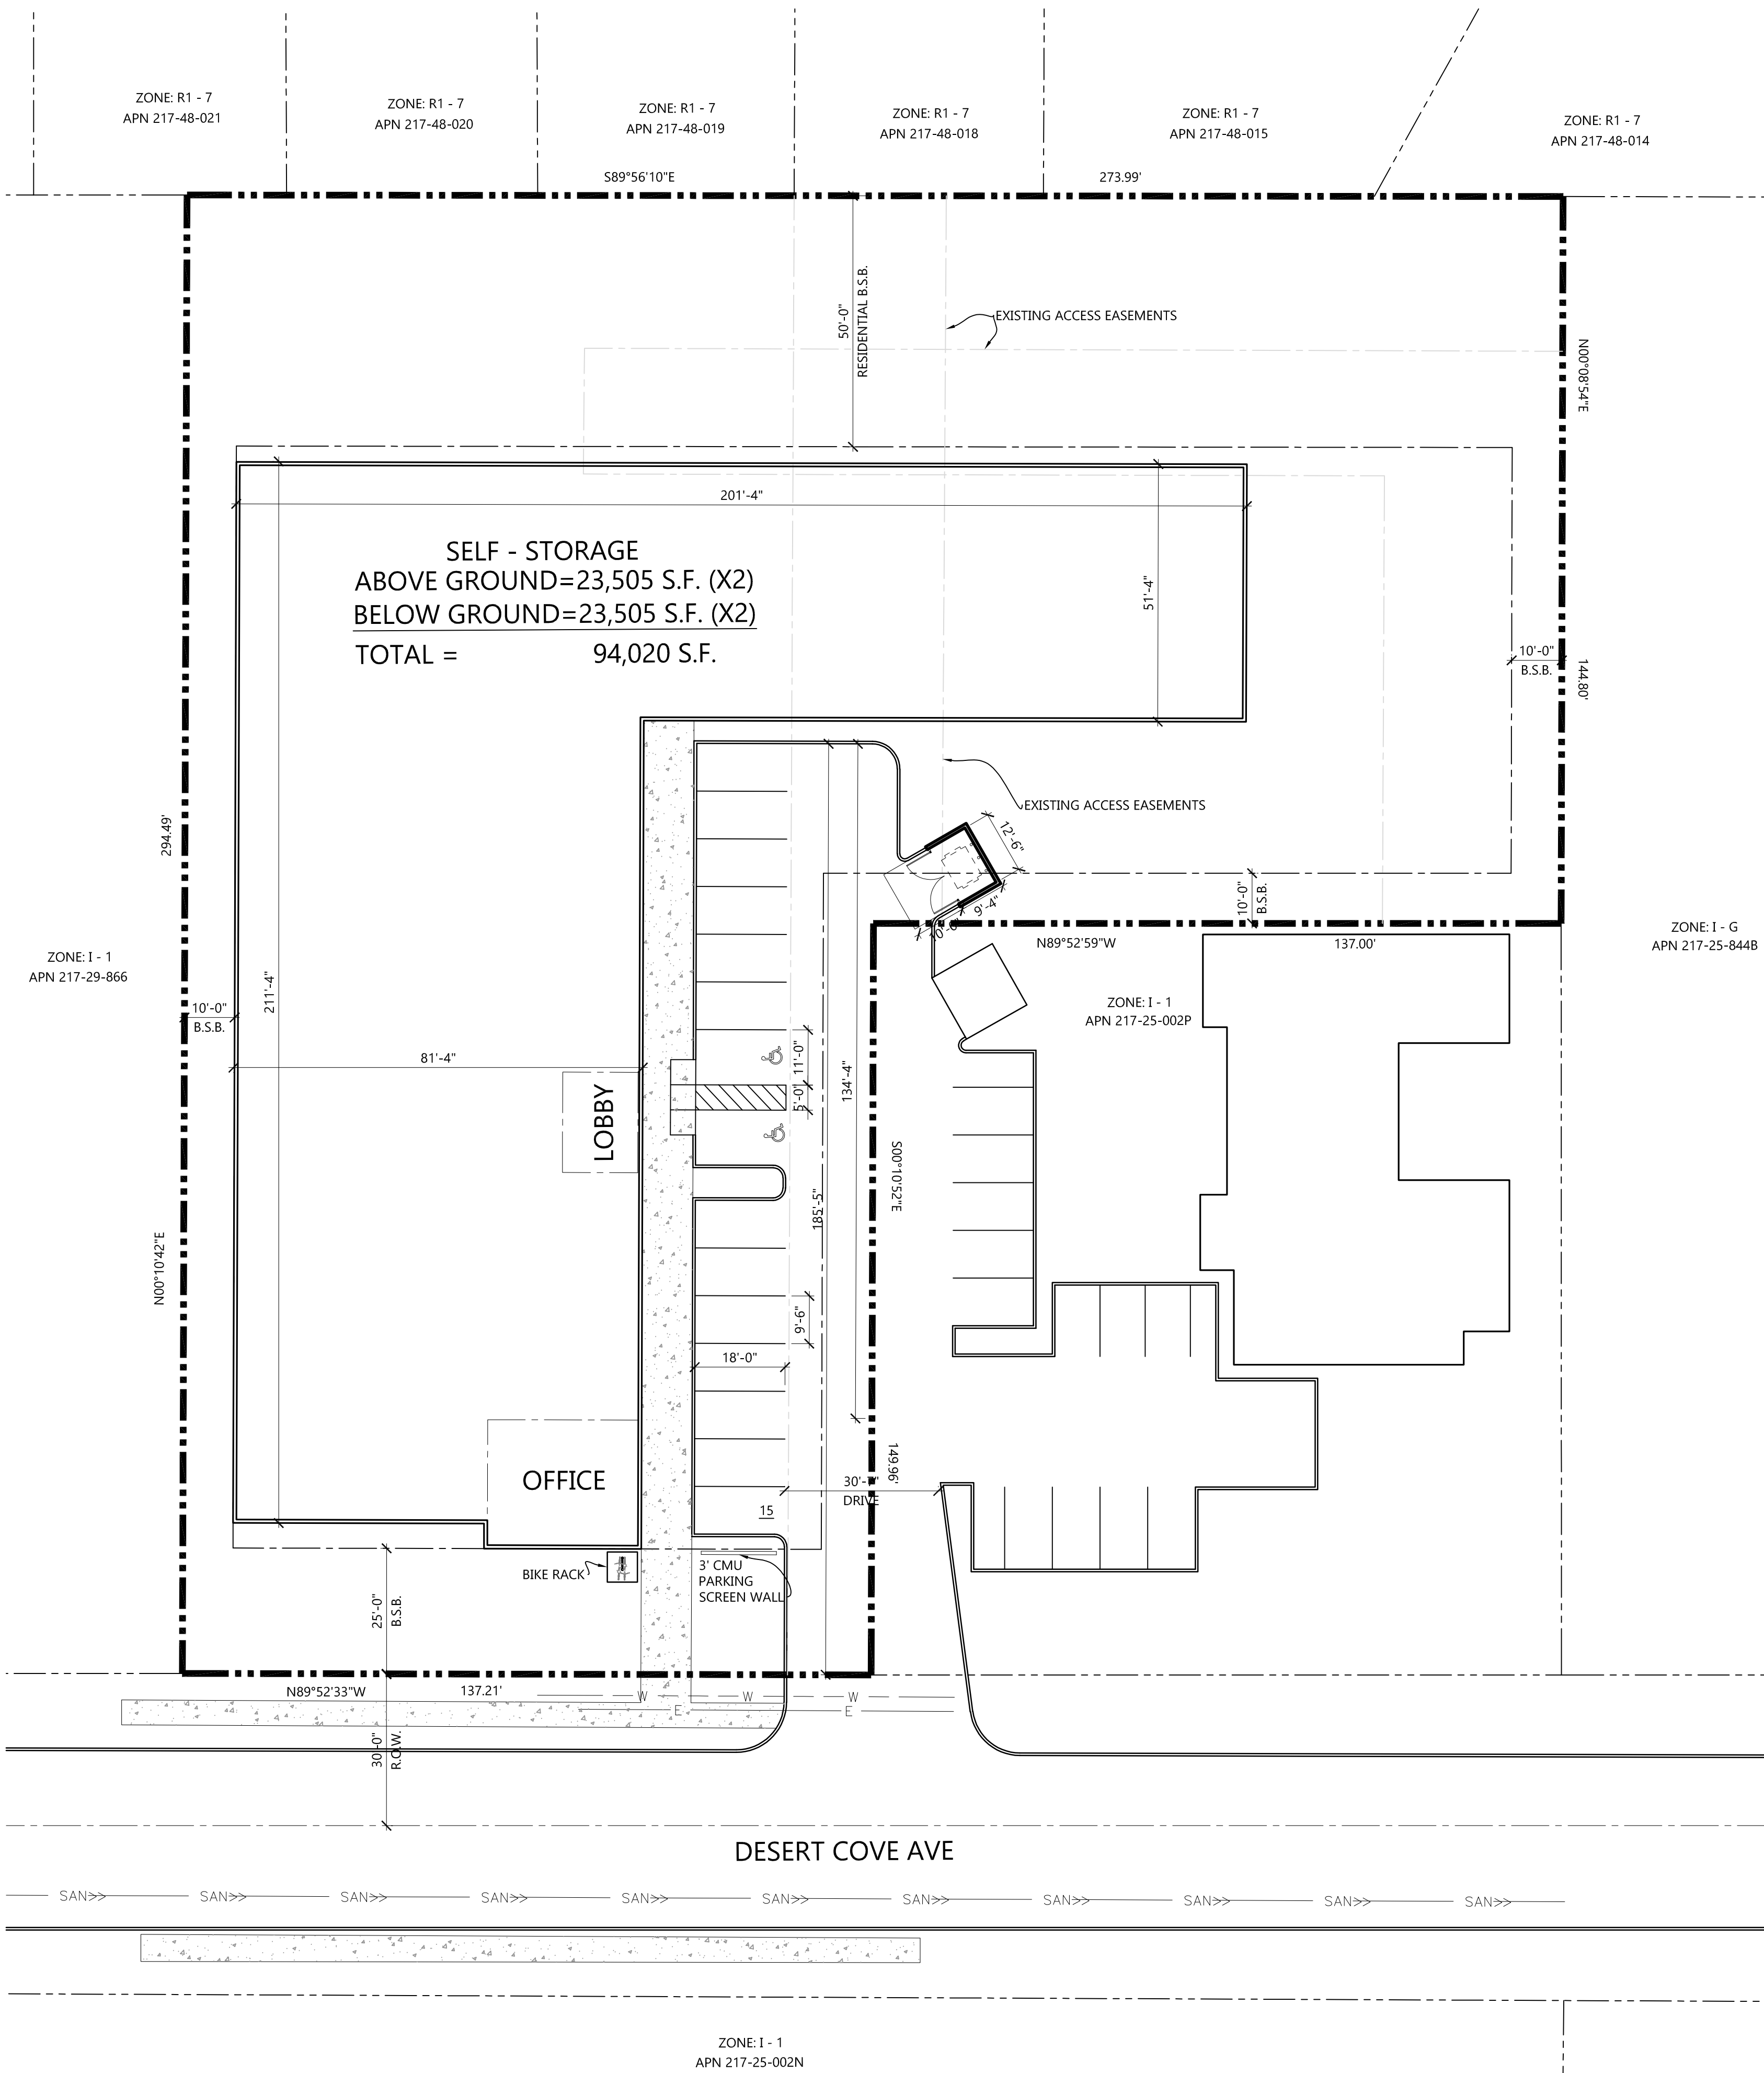 ZONE: R1 - 7
APN 217-48-021
ZONE: R1 - 7
APN 217-48-020
ZONE: R1 - 7
APN 217-48-019
ZONE: R1 - 7
APN 217-48-018
ZONE: R1 - 7
APN 217-48-015
ZONE: R1 - 7
APN 217-48-014
S89°56'10"E
273.99'
50'-0"
RESIDENTIAL B.S.B.
EXISTING ACCESS EASEMENTS
N00°08'54"E
201'-4"
SELF - STORAGE
ABOVE GROUND=23,505 S.F. (X2)
BELOW GROUND=23,505 S.F. (X2)
TOTAL = 94,020 S.F.
51'-4"
10'-0"
B.S.B.
144.80'
294.49'
EXISTING ACCESS EASEMENTS
12'-6"
9'-4"
10'-0"
10'-0"
B.S.B.
N89°52'59"W
137.00'
ZONE: I - G
APN 217-25-844B
ZONE: I - 1
APN 217-29-866
211'-4"
10'-0"
B.S.B.
ZONE: I - 1
APN 217-25-002P
81'-4"
LOBBY
11'-0"
5'-0"
134'-4"
185'-5"
S00°10'52"E
N00°10'42"E
9'-6"
18'-0"
OFFICE
149.96'
30'-7"
DRIVE
15
BIKE RACK
3' CMU
PARKING
SCREEN WALL
25'-0"
B.S.B.
N89°52'33"W
137.21'
W W W
E E
30'-0"
R.O.W.
DESERT COVE AVE
SAN>> SAN>> SAN>> SAN>> SAN>> SAN>> SAN>> SAN>> SAN>> SAN>> SAN>>
ZONE: I - 1
APN 217-25-002N